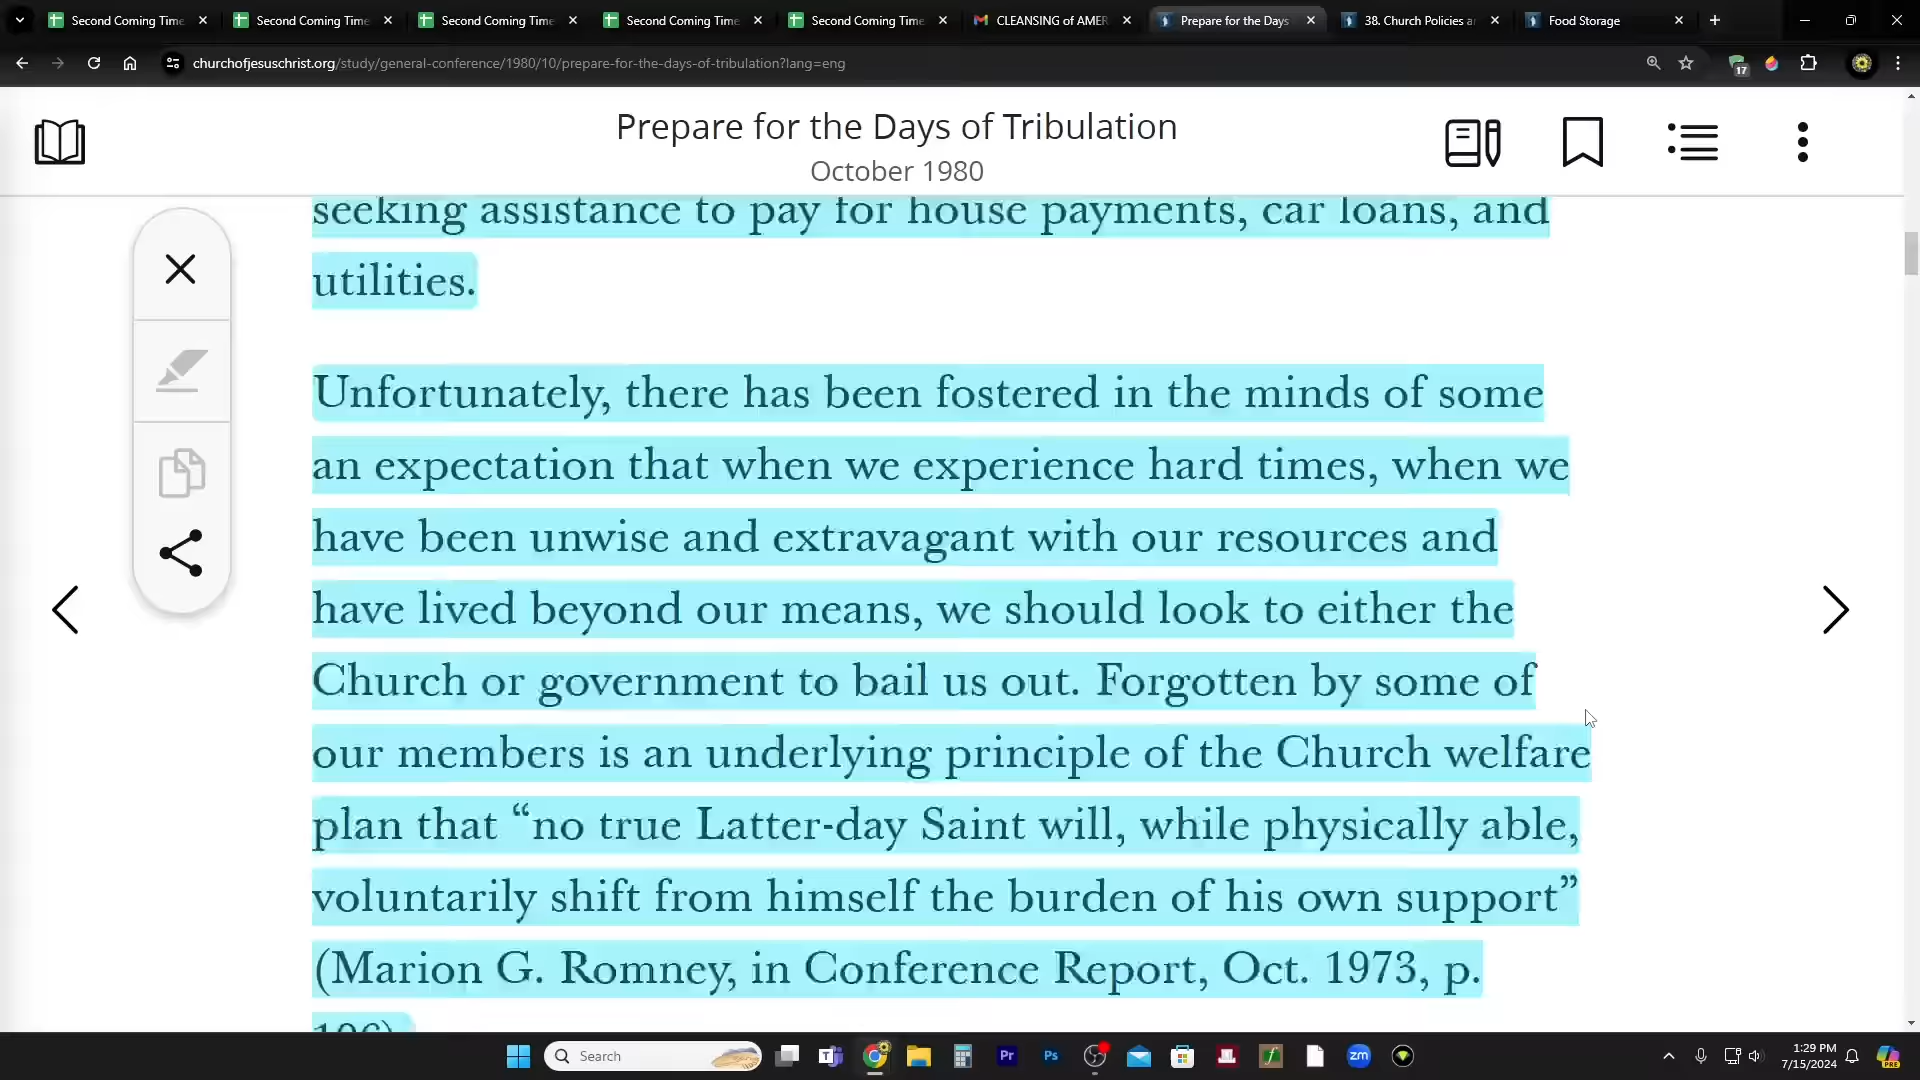 Second Coming Time
Second Coming Time
Second Coming Time
Second Coming Time
Second Coming Time
CLEANSING of AMER
Prepare for the Days
38. Church Policies a
Food Storage
churchofjesuschrist.org/study/general-conference/1980/10/prepare-for-the-days-of-tribulation?lang=eng
17
Prepare for the Days of Tribulation
October 1980
seeking assistance to pay for house payments, car loans, and
utilities.
Unfortunately, there has been fostered in the minds of some
an expectation that when we experience hard times, when we
have been unwise and extravagant with our resources and
have lived beyond our means, we should look to either the
Church or government to bail us out. Forgotten by some of
our members is an underlying principle of the Church welfare
plan that “no true Latter-day Saint will, while physically able,
voluntarily shift from himself the burden of his own support”
(Marion G. Romney, in Conference Report, Oct. 1973, p.
106).
Search
Pr
Ps
zm
1:29 PM
7/15/2024
PRE